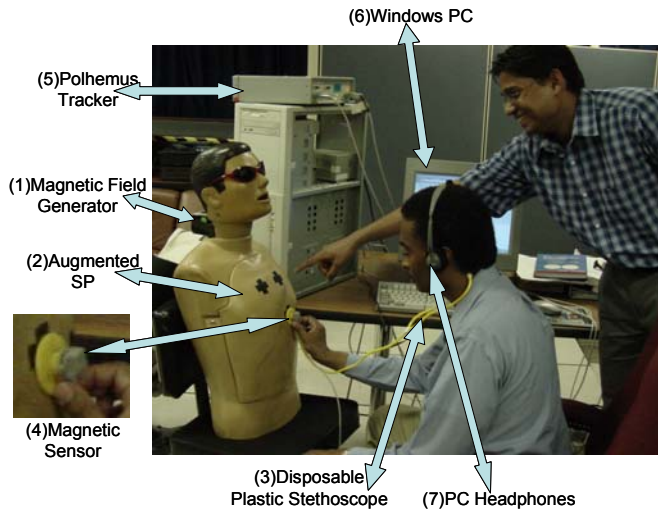 (6)Windows PC
(5)Polhemus
Tracker
(1)Magnetic Field
Generator
(2)Augmented
SP
(4)Magnetic
Sensor
(3)Disposable
Plastic Stethoscope
(7)PC Headphones